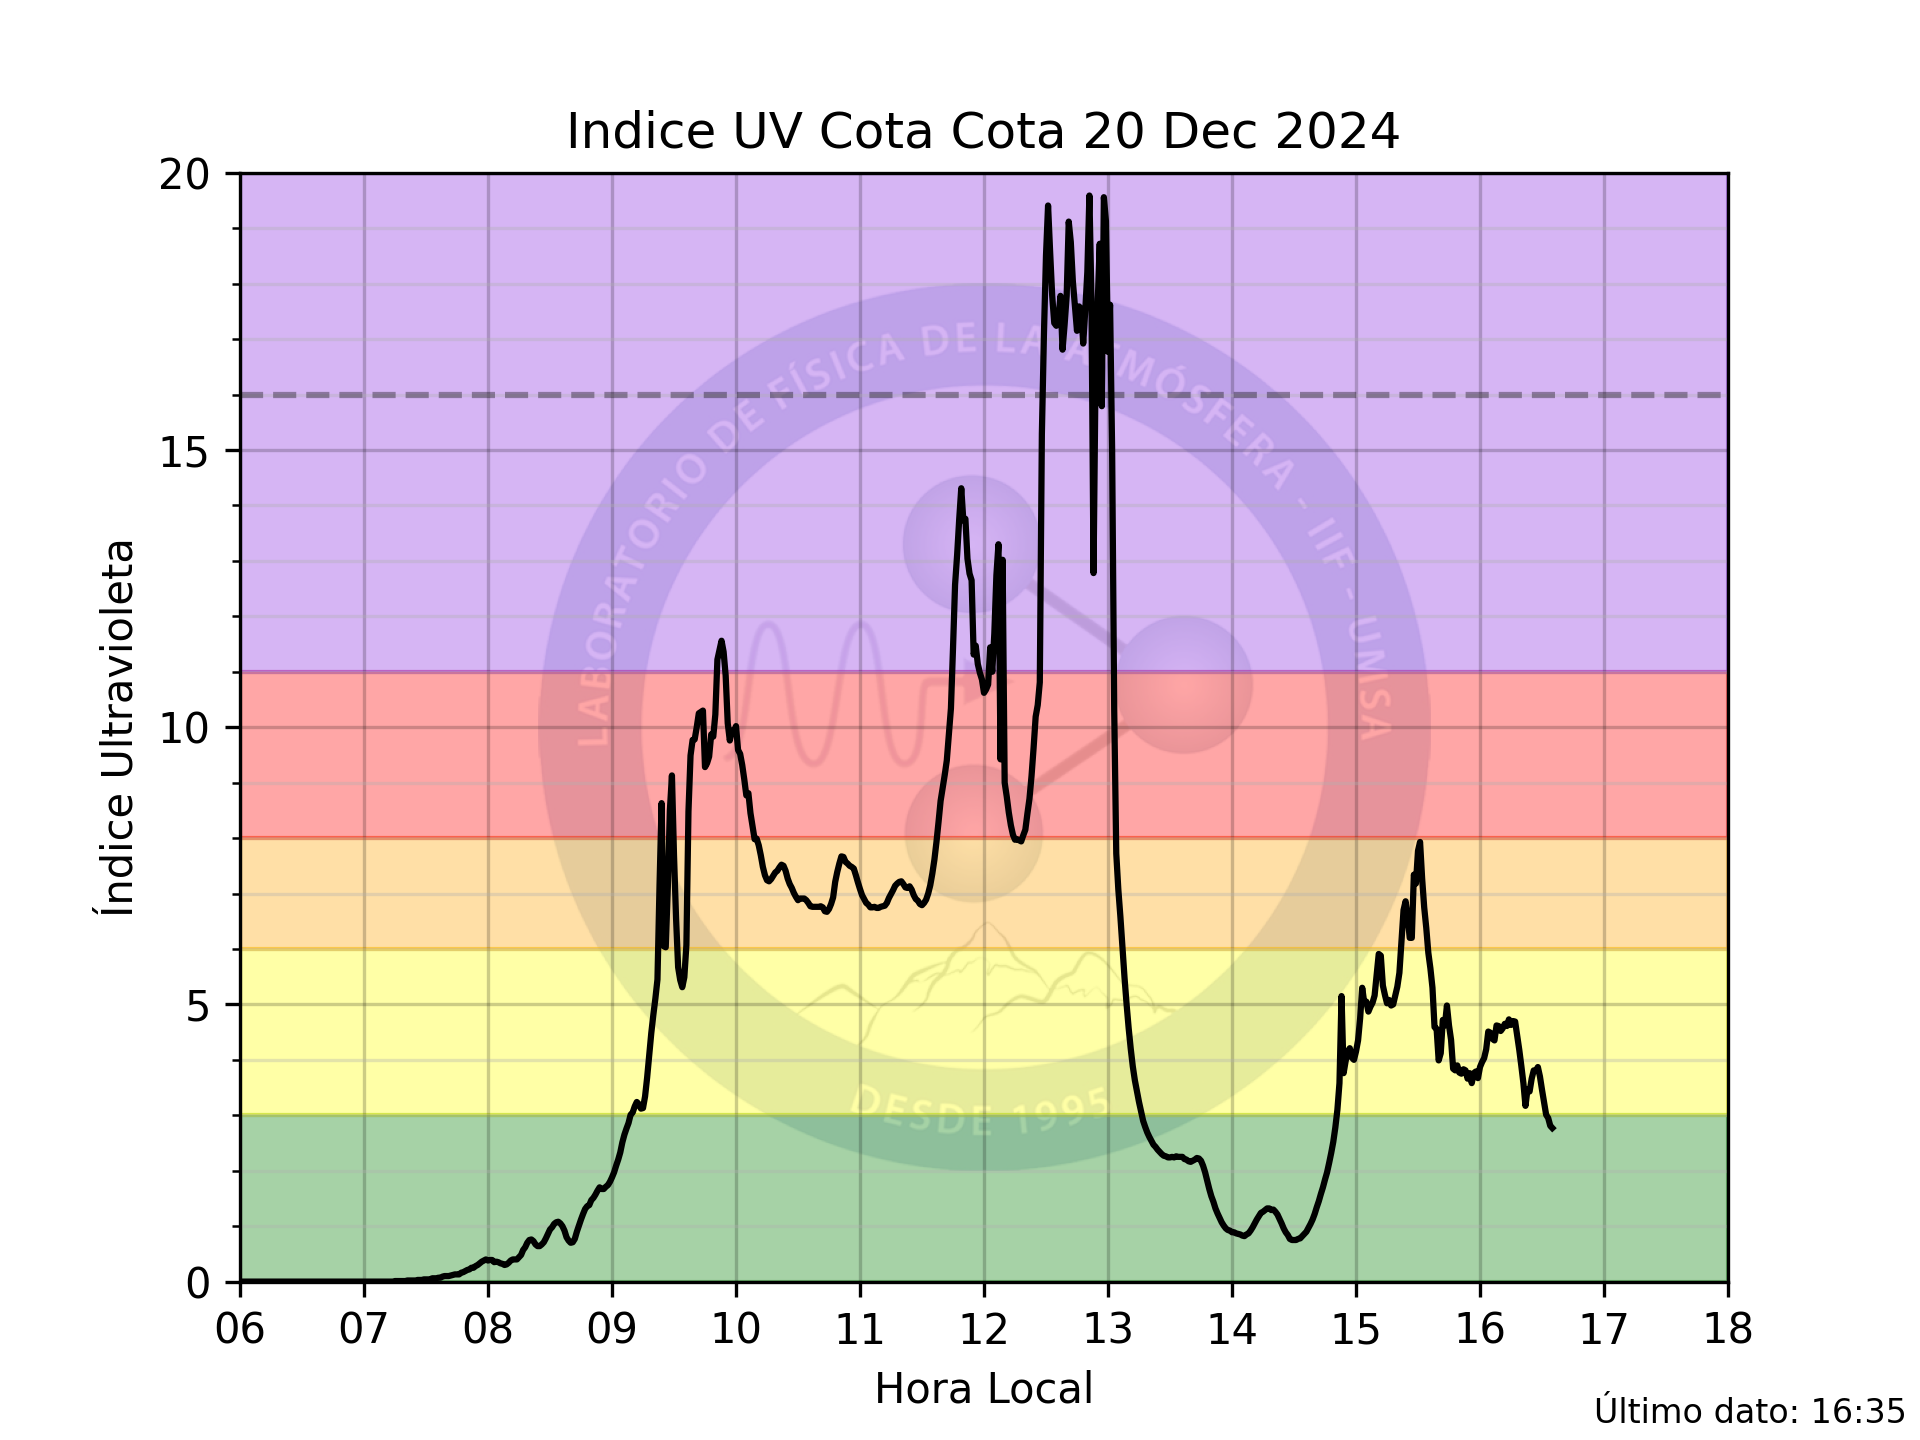 Indice UV Cota Cota 20 Dec 2024
20
15
10
5
0
Índice Ultravioleta
LABORATORIO DE FÍSICA DE LA ATMÓSFERA - IIF - UMSA
DESDE 1995
06 07 08 09 10 11 12 13 14 15 16 17 18
Hora Local
Último dato: 16:35